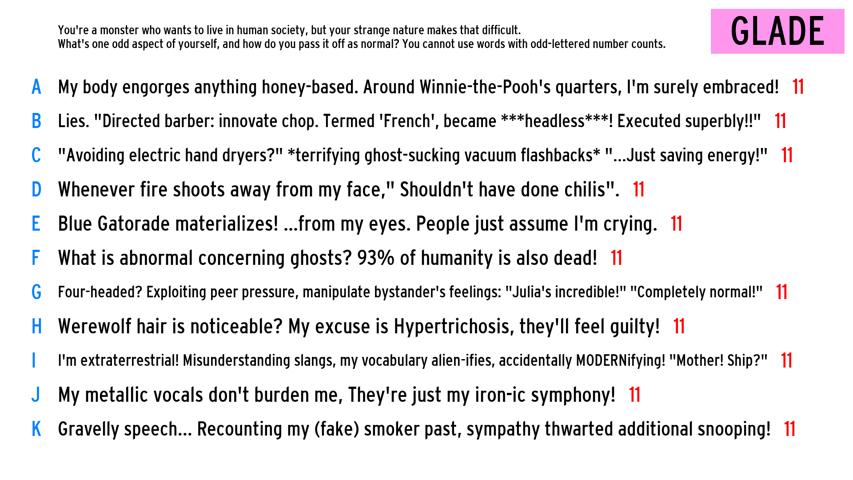 You're a monster who wants to live in human society, but your strange nature makes that difficult.
What's one odd aspect of yourself, and how do you pass it off as normal? You cannot use words with odd-lettered number counts.
GLADE
A My body engorges anything honey-based. Around Winnie-the-Pooh's quarters, I'm surely embraced! 11
B Lies. "Directed barber: innovate chop. Termed 'French', became ***headless***! Executed superbly!!" 11
C "Avoiding electric hand dryers?" *terrifying ghost-sucking vacuum flashbacks* "...Just saving energy!" 11
D Whenever fire shoots away from my face," Shouldn't have done chilis". 11
E Blue Gatorade materializes! ...from my eyes. People just assume I'm crying. 11
F What is abnormal concerning ghosts? 93% of humanity is also dead! 11
G Four-headed? Exploiting peer pressure, manipulate bystander's feelings: "Julia's incredible!" "Completely normal!" 11
H Werewolf hair is noticeable? My excuse is Hypertrichosis, they'll feel guilty! 11
I I'm extraterrestrial! Misunderstanding slangs, my vocabulary alien-ifies, accidentally MODERNifying! "Mother! Ship?" 11
J My metallic vocals don't burden me, They're just my iron-ic symphony! 11
K Gravelly speech... Recounting my (fake) smoker past, sympathy thwarted additional snooping! 11